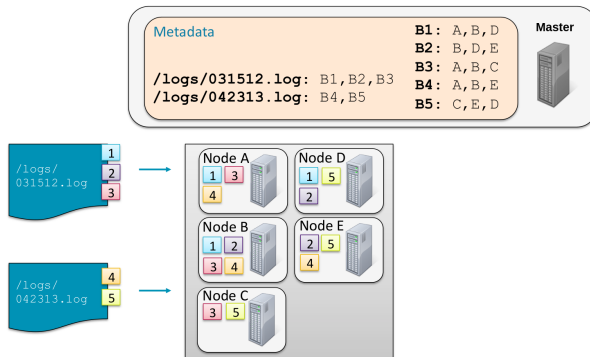 Metadata
B1: A,B,D
Master
B2: B,D,E
B3: A,B,C
/logs/031512.log: B1,B2,B3
B4: A,B,E
/logs/042313.log: B4,B5
B5: C,E,D
/logs/
031512.log
1
2
3
Node A
1 3
4
Node D
1 5
2
Node B
1 2
3 4
Node E
2 5
4
/logs/
042313.log
4
5
Node C
3 5